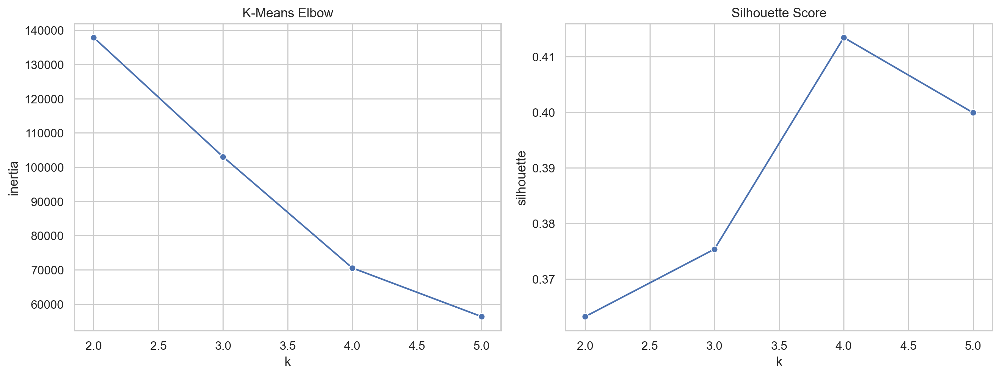 K-Means Elbow
140000
130000
120000
110000
100000
90000
80000
70000
60000
inertia
2.0 2.5 3.0 3.5 4.0 4.5 5.0
k
Silhouette Score
0.41
0.40
0.39
0.38
0.37
silhouette
2.0 2.5 3.0 3.5 4.0 4.5 5.0
k